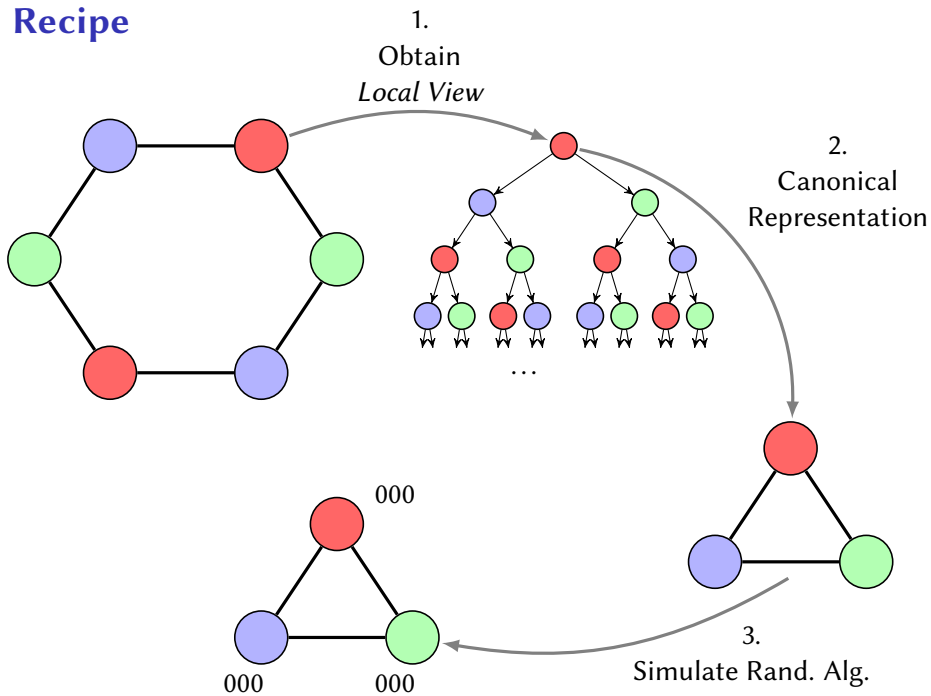 Recipe
1.
Obtain
Local View
2.
Canonical
Representation
...
000
000
000
3.
Simulate Rand. Alg.